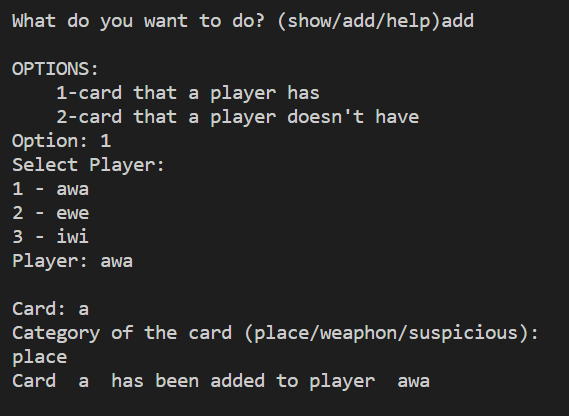 What do you want to do? (show/add/help)add
OPTIONS:
1-card that a player has
2-card that a player doesn't have
Option: 1
Select Player:
1 - awa
2 - ewe
3 - iwi
Player: awa
Card: a
Category of the card (place/weaphon/suspicious):
place
Card  a  has been added to player  awa